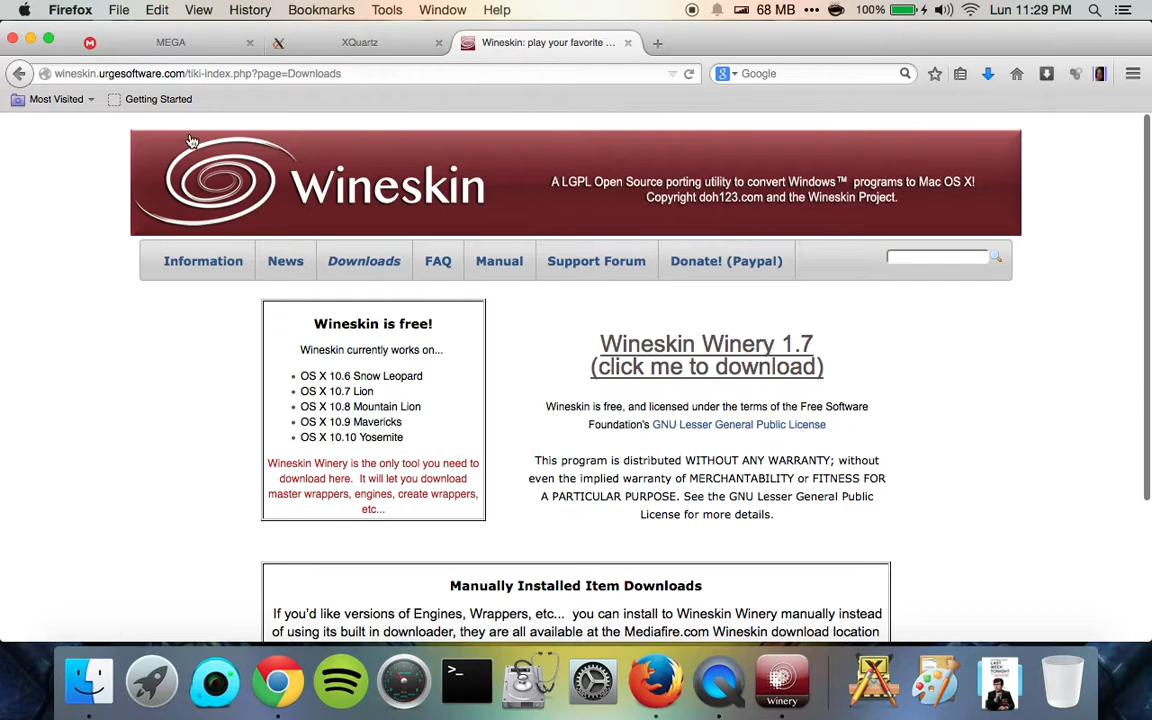 Firefox File Edit View History Bookmarks Tools Window Help 68 MB 100% Lun 11:29 PM
MEGA XQuartz Wineskin: play your favorite ...
wineskin.urgesoftware.com/tiki-index.php?page=Downloads Google
Most Visited Getting Started
Wineskin
A LGPL Open Source porting utility to convert Windows™ programs to Mac OS X!
Copyright doh123.com and the Wineskin Project.
Information News Downloads FAQ Manual Support Forum Donate! (Paypal)
Wineskin is free!
Wineskin currently works on...
• OS X 10.6 Snow Leopard
• OS X 10.7 Lion
• OS X 10.8 Mountain Lion
• OS X 10.9 Mavericks
• OS X 10.10 Yosemite
Wineskin Winery is the only tool you need to
download here. It will let you download
master wrappers, engines, create wrappers,
etc...
Wineskin Winery 1.7
(click me to download)
Wineskin is free, and licensed under the terms of the Free Software
Foundation's GNU Lesser General Public License
This program is distributed WITHOUT ANY WARRANTY; without
even the implied warranty of MERCHANTABILITY or FITNESS FOR
A PARTICULAR PURPOSE. See the GNU Lesser General Public
License for more details.
Manually Installed Item Downloads
If you'd like versions of Engines, Wrappers, etc... you can install to Wineskin Winery manually instead
of using its built in downloader, they are all available at the Mediafire.com Wineskin download location
Winery
LAST
WEEK
TONIGHT